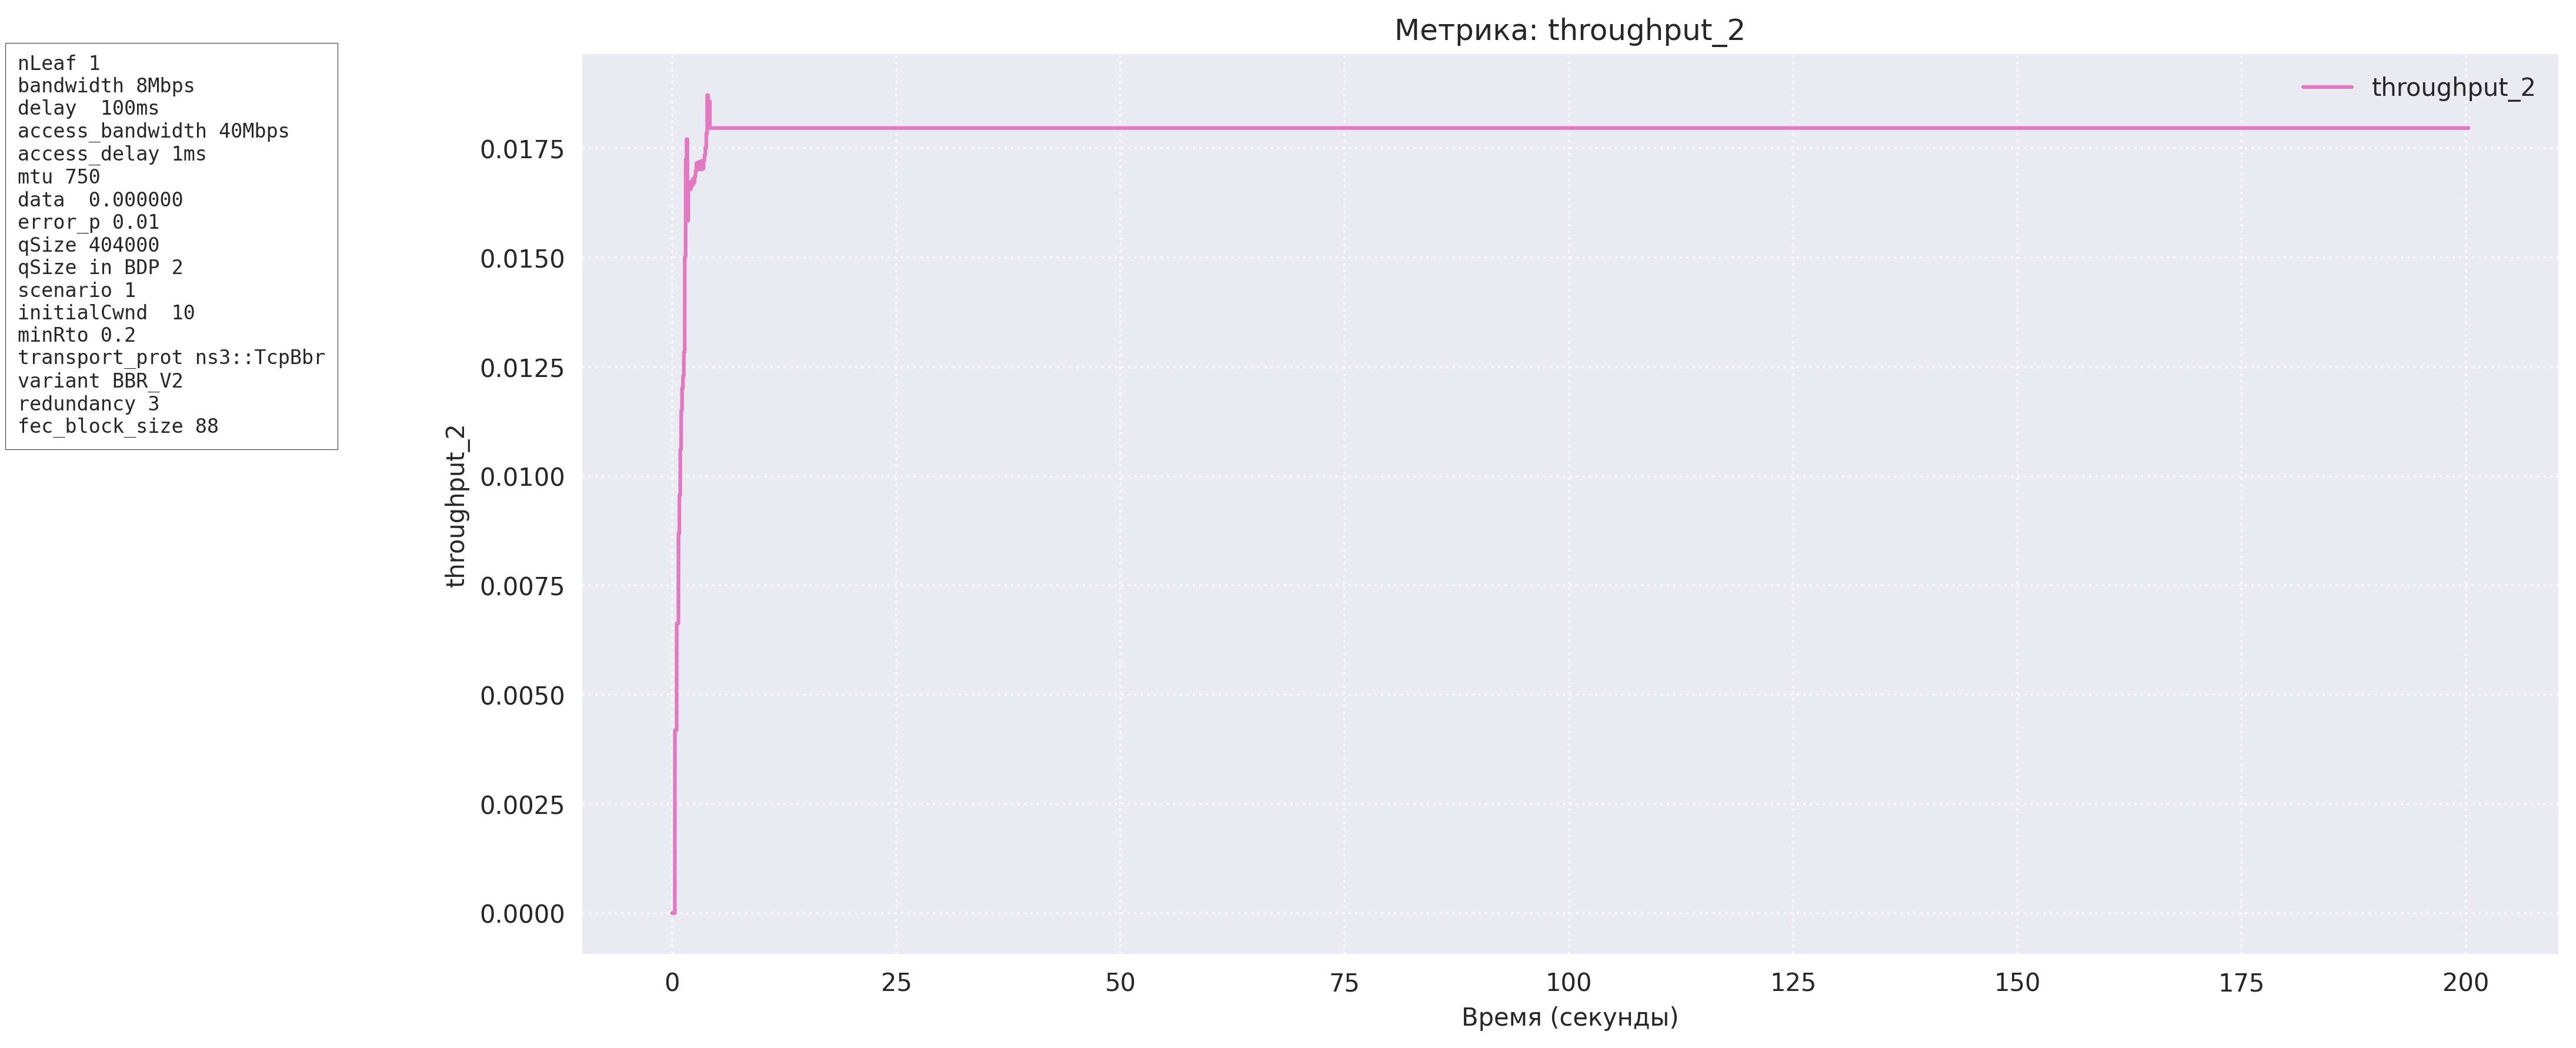 Метрика: throughput_2
nLeaf 1
bandwidth 8Mbps
delay  100ms
access_bandwidth 40Mbps
access_delay 1ms
mtu 750
data  0.000000
error_p 0.01
qSize 404000
qSize in BDP 2
scenario 1
initialCwnd  10
minRto 0.2
transport_prot ns3::TcpBbr
variant BBR_V2
redundancy 3
fec_block_size 88
throughput_2
throughput_2
0.0175
0.0150
0.0125
0.0100
0.0075
0.0050
0.0025
0.0000
0 25 50 75 100 125 150 175 200
Время (секунды)